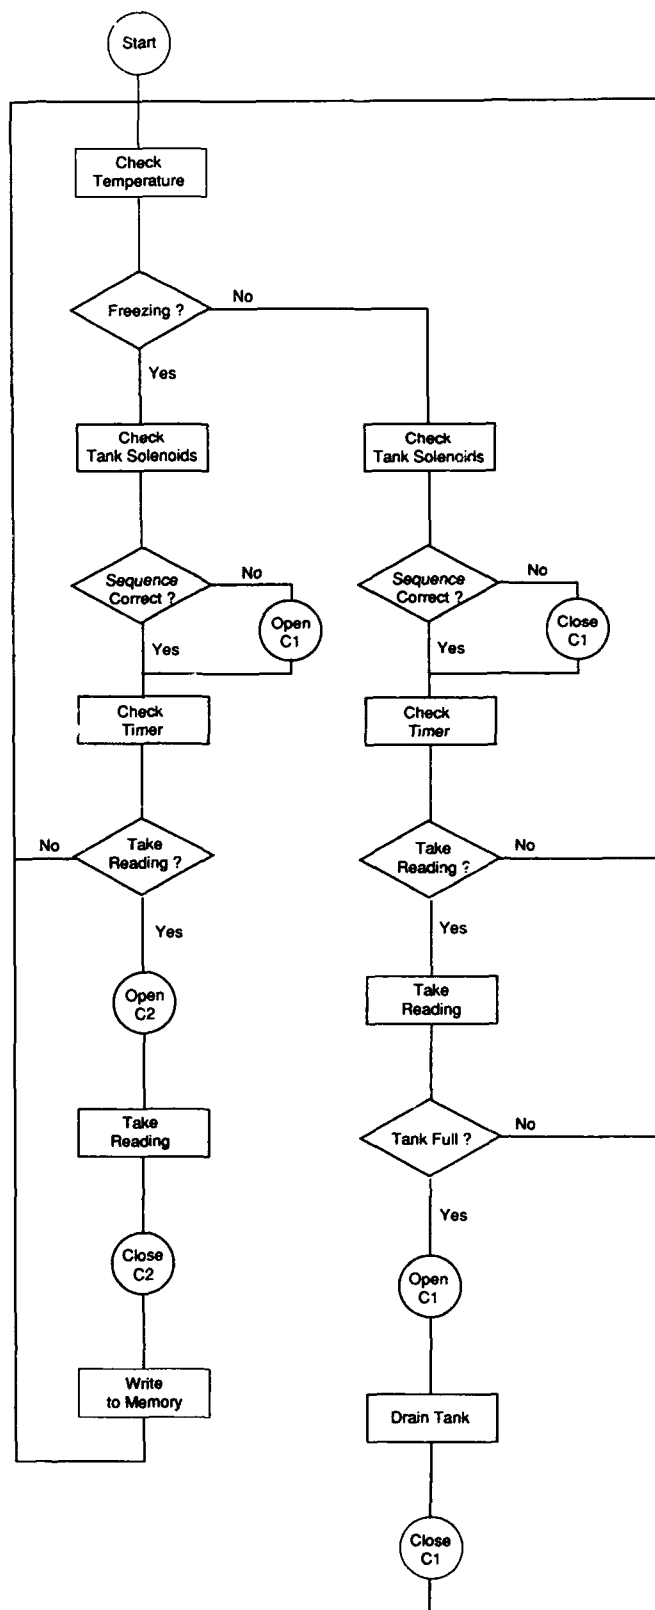 Start
Check
Temperature
Freezing ?
No
Yes
Check
Tank Solenoids
Sequence
Correct ?
No
Open
C1
Yes
Check
Timer
Take
Reading ?
No
Yes
Open
C2
Take
Reading
Close
C2
Write
to Memory
Check
Tank Solenoids
Sequence
Correct ?
No
Close
C1
Yes
Check
Timer
Take
Reading ?
No
Yes
Take
Reading
Tank Full ?
No
Yes
Open
C1
Drain Tank
Close
C1